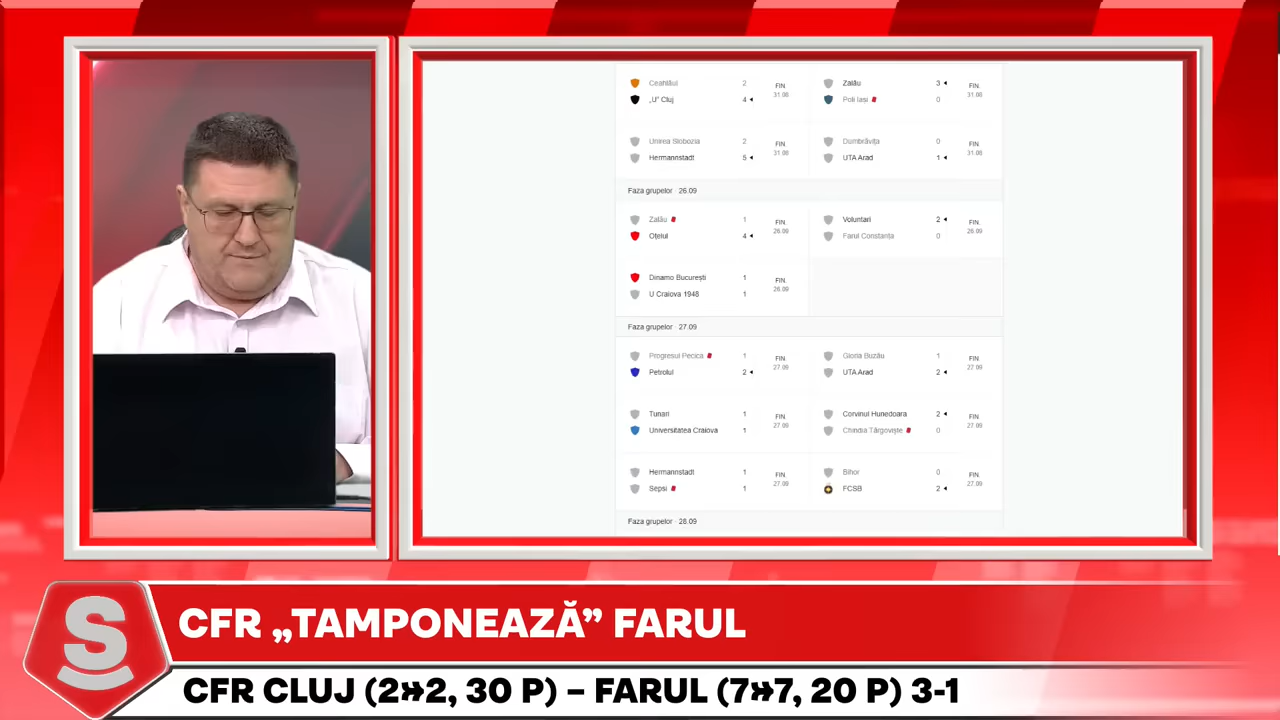 Ceahlăul 2 FIN. 31.08
„U” Cluj 4
Zalău 3 FIN. 31.08
Poli Iași 0
Unirea Slobozia 2 FIN. 31.08
Hermannstadt 5
Dumbrăvița 0 FIN. 31.08
UTA Arad 1
Faza grupelor · 26.09
Zalău 1 FIN. 26.09
Oțelul 4
Voluntari 2 FIN. 26.09
Farul Constanța 0
Dinamo București 1 FIN. 26.09
U Craiova 1948 1
Faza grupelor · 27.09
Progresul Pecica 1 FIN. 27.09
Petrolul 2
Gloria Buzău 1 FIN. 27.09
UTA Arad 2
Tunari 1 FIN. 27.09
Universitatea Craiova 1
Corvinul Hunedoara 2 FIN. 27.09
Chindia Târgoviște 0
Hermannstadt 1 FIN. 27.09
Sepsi 1
Bihor 0 FIN. 27.09
FCSB 2
Faza grupelor · 28.09
S
CFR „TAMPONEAZĂ” FARUL
CFR CLUJ (2»2, 30 P) – FARUL (7»7, 20 P) 3-1